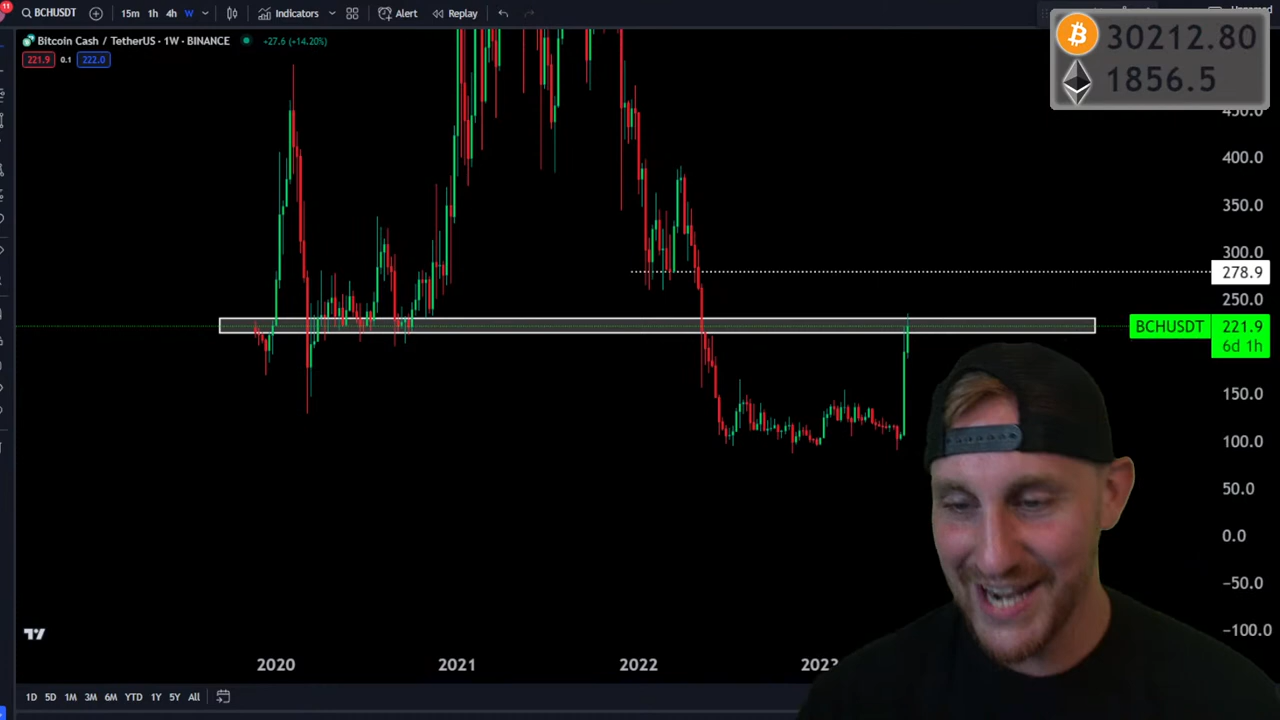 11
BCHUSDT 15m 1h 4h W Indicators Alert Replay
Bitcoin Cash / TetherUS · 1W · BINANCE +27.6 (+14.20%)
221.9 0.1 222.0
30212.80
1856.5
400.0
350.0
300.0
278.9
250.0
BCHUSDT 221.9
6d 1h
150.0
100.0
50.0
0.0
−50.0
−100.0
2020 2021 2022 2023
1D 5D 1M 3M 6M YTD 1Y 5Y All